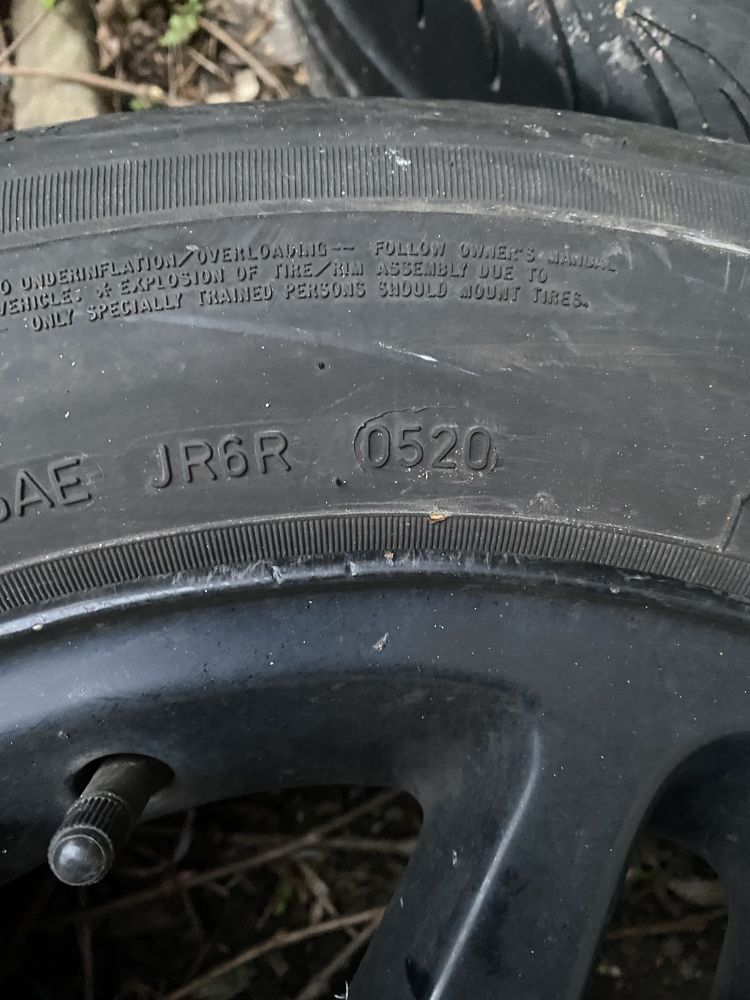 O UNDERINFLATION/OVERLOADING-- FOLLOW OWNER'S MANUAL
VEHICLE; * EXPLOSION OF TIRE/RIM ASSEMBLY DUE TO
ONLY SPECIALLY TRAINED PERSONS SHOULD MOUNT TIRES.
AE JR6R 0520